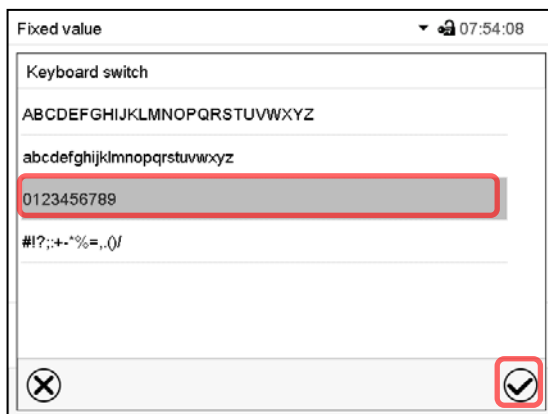 Fixed value 07:54:08
Keyboard switch
ABCDEFGHIJKLMNOPQRSTUVWXYZ
abcdefghijklmnopqrstuvwxyz
0123456789
#!?;:+-*%=,.()/